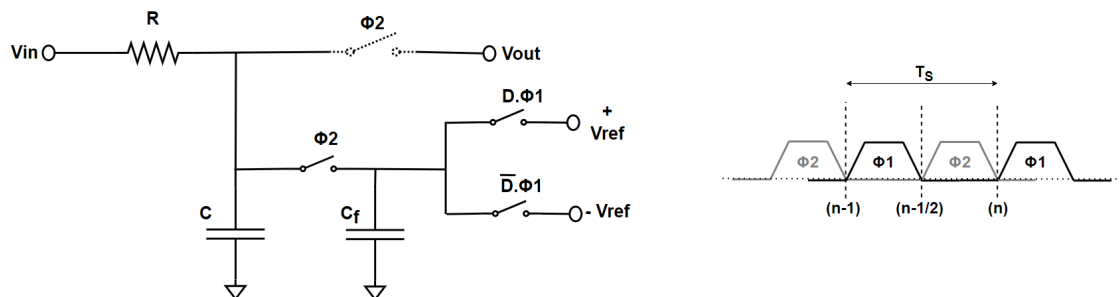 R
Φ2
Vin
Vout
D.Φ1
+
Vref
Φ2
D̅.Φ1
- Vref
C
Cf
TS
Φ2
Φ1
Φ2
Φ1
(n-1)
(n-1/2)
(n)